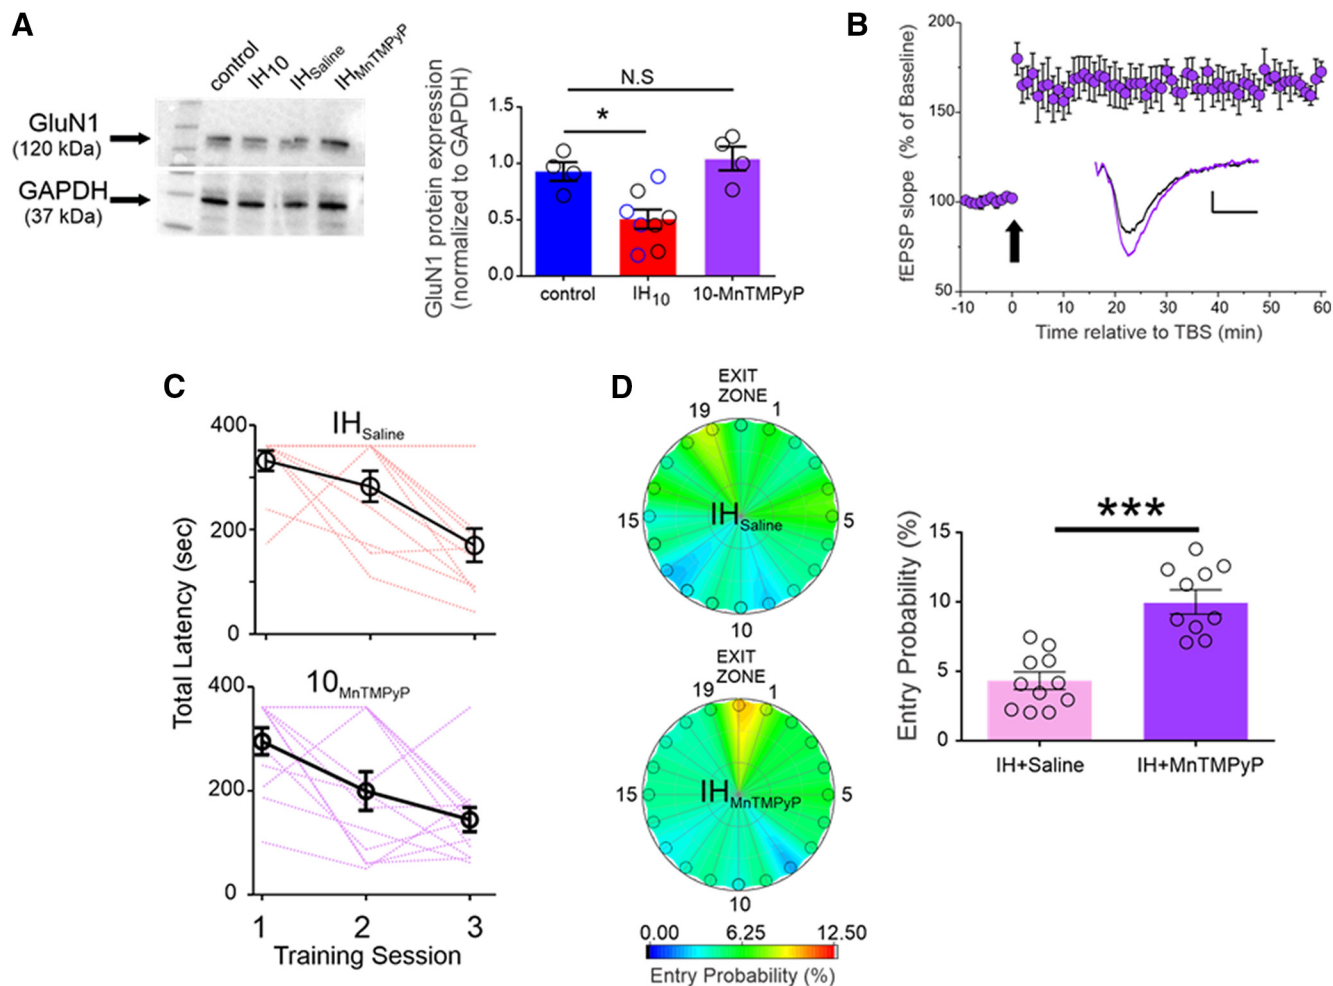 A
control
IH10
IHSaline
IHMnTMPyP
GluN1
(120 kDa)
GAPDH
(37 kDa)
GluN1 protein expression
(normalized to GAPDH)
1.5
1.0
0.5
0.0
N.S
*
control
IH10
10-MnTMPyP
B
fEPSP slope (% of Baseline)
200
150
100
50
-10
0
10
20
30
40
50
60
Time relative to TBS (min)
C
Total Latency (sec)
400
200
0
IHSaline
400
200
0
10MnTMPyP
1
2
3
Training Session
D
EXIT
ZONE
19
1
15
5
10
IHSaline
EXIT
ZONE
19
1
15
5
10
IHMnTMPyP
0.00
6.25
12.50
Entry Probability (%)
Entry Probability (%)
15
10
5
0
***
IH+Saline
IH+MnTMPyP